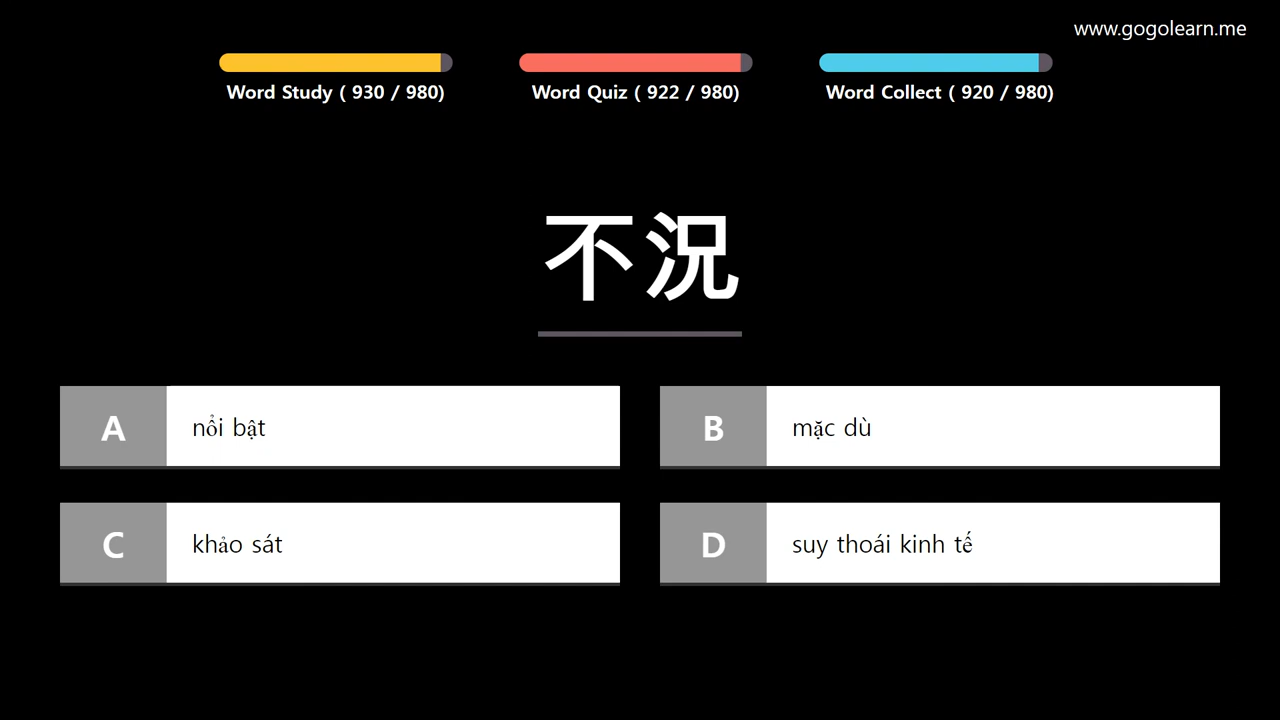 www.gogolearn.me
Word Study ( 930 / 980)
Word Quiz ( 922 / 980)
Word Collect ( 920 / 980)
不況
A
nổi bật
B
mặc dù
C
khảo sát
D
suy thoái kinh tế